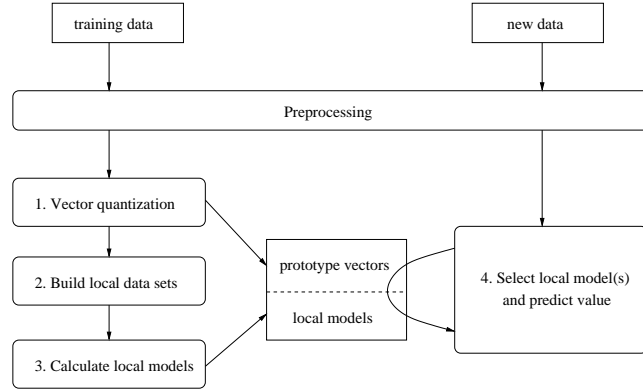 training data
new data
Preprocessing
1. Vector quantization
2. Build local data sets
3. Calculate local models
prototype vectors
local models
4. Select local model(s)
and predict value